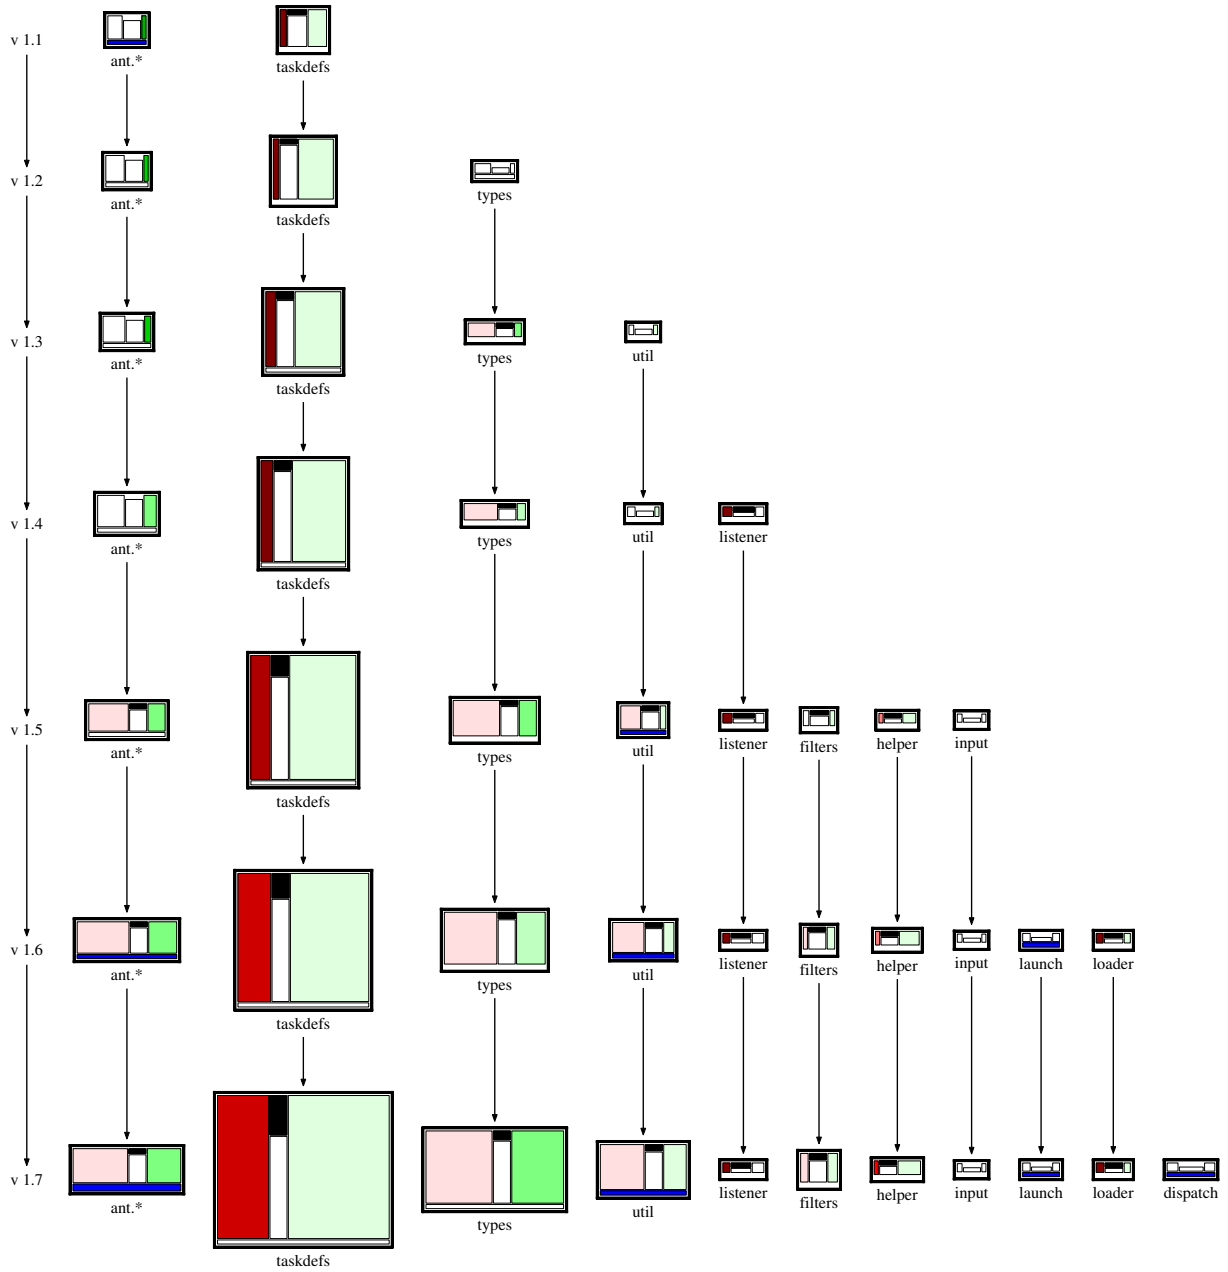 v 1.1
ant.*
taskdefs
v 1.2
ant.*
taskdefs
types
v 1.3
ant.*
taskdefs
types
util
v 1.4
ant.*
taskdefs
types
util
listener
v 1.5
ant.*
taskdefs
types
util
listener
filters
helper
input
v 1.6
ant.*
taskdefs
types
util
listener
filters
helper
input
launch
loader
v 1.7
ant.*
taskdefs
types
util
listener
filters
helper
input
launch
loader
dispatch